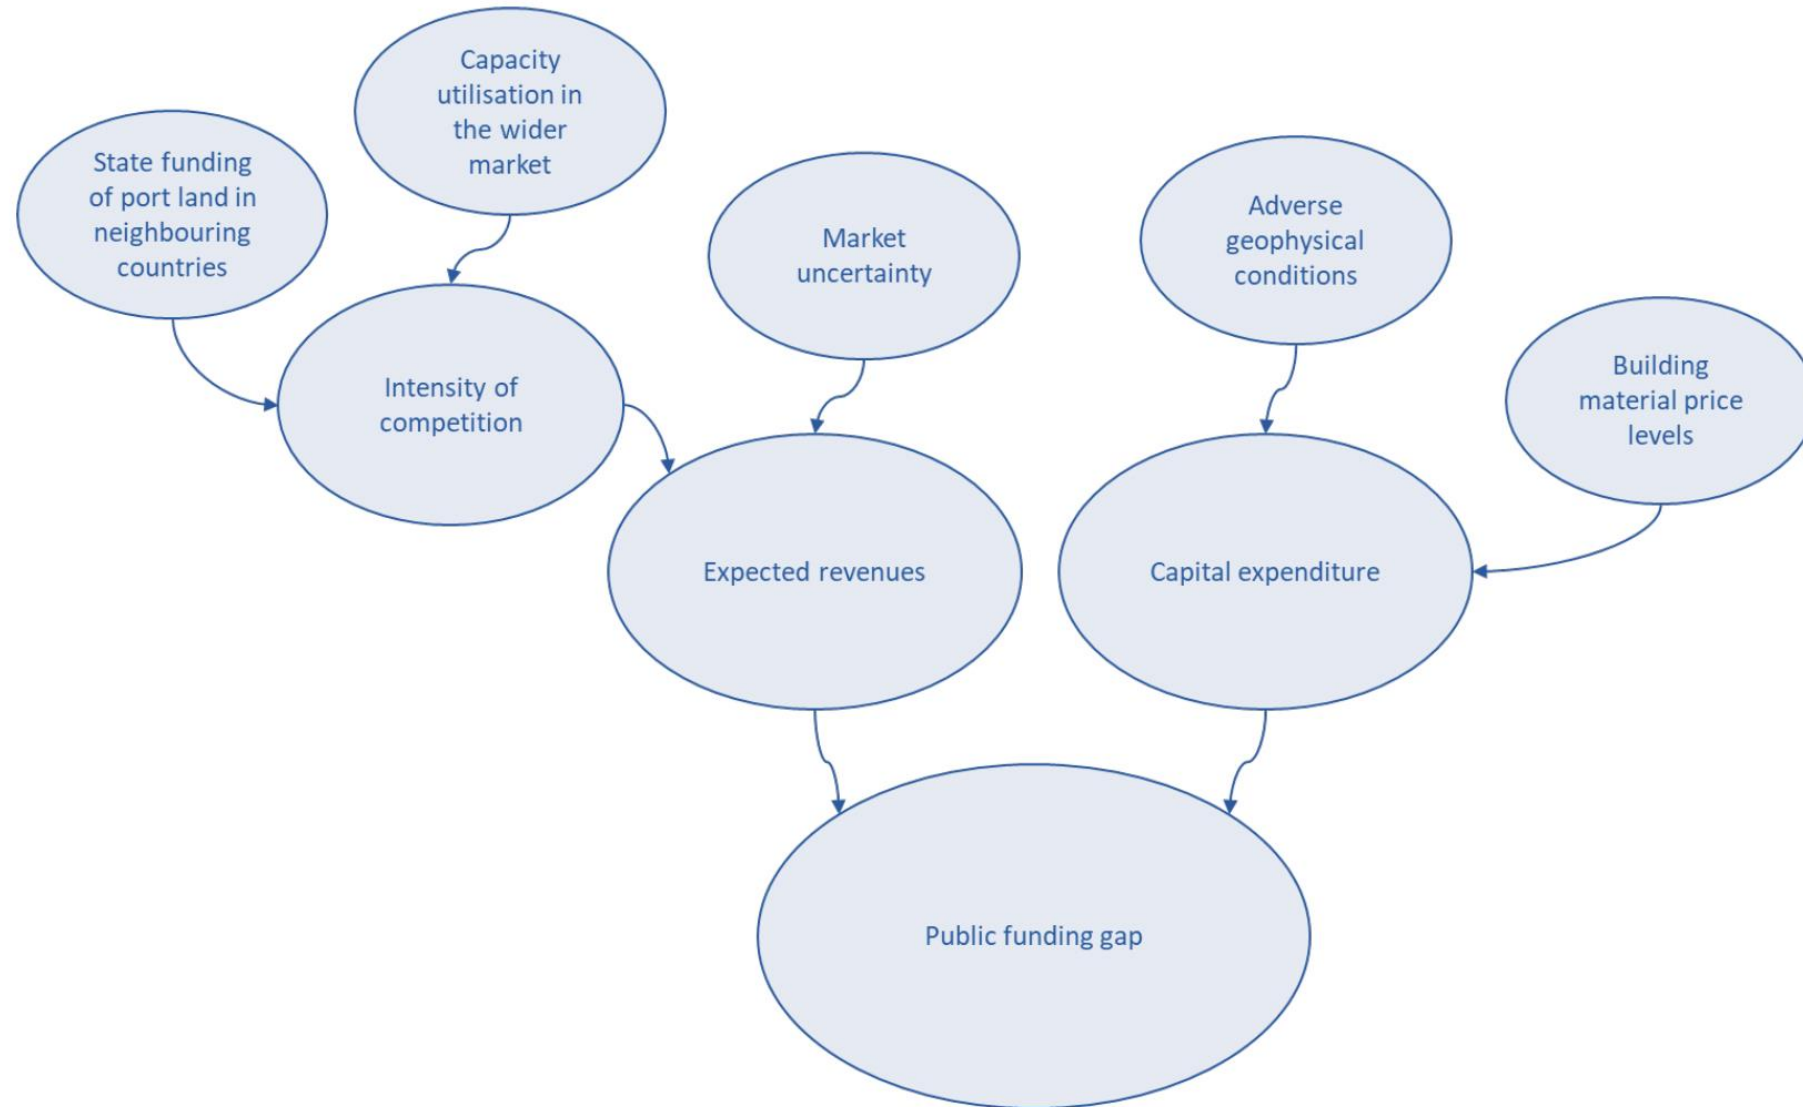 Capacity
utilisation in
the wider
market
State funding
of port land in
neighbouring
countries
Market
uncertainty
Adverse
geophysical
conditions
Building
material price
levels
Intensity of
competition
Expected revenues
Capital expenditure
Public funding gap